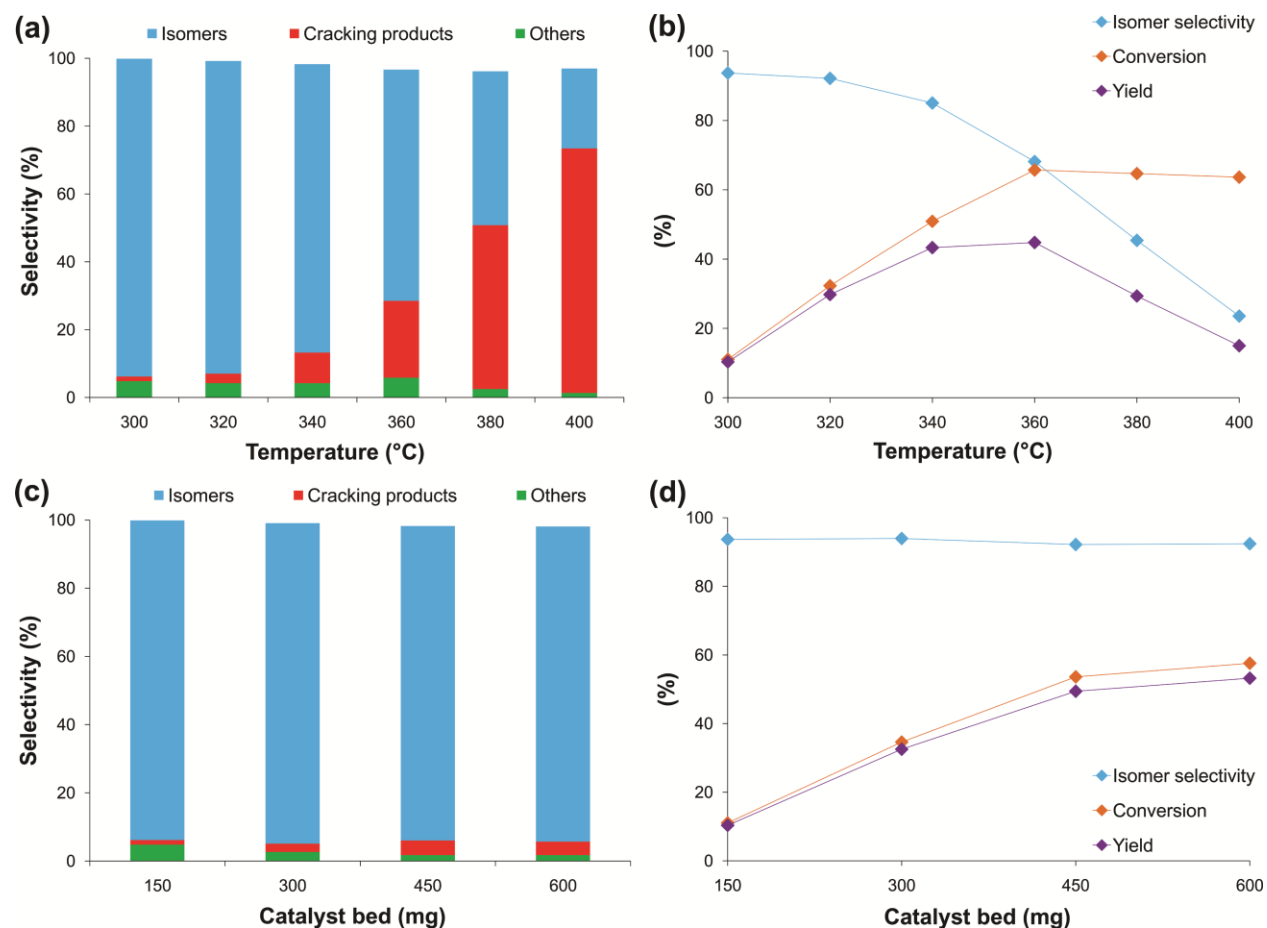 (a)
Isomers Cracking products Others
Selectivity (%)
100
80
60
40
20
0
300 320 340 360 380 400
Temperature (°C)
(b)
Isomer selectivity
Conversion
Yield
(%)
100
80
60
40
20
0
300 320 340 360 380 400
Temperature (°C)
(c)
Isomers Cracking products Others
Selectivity (%)
100
80
60
40
20
0
150 300 450 600
Catalyst bed (mg)
(d)
(%)
100
80
60
40
20
0
Isomer selectivity
Conversion
Yield
150 300 450 600
Catalyst bed (mg)